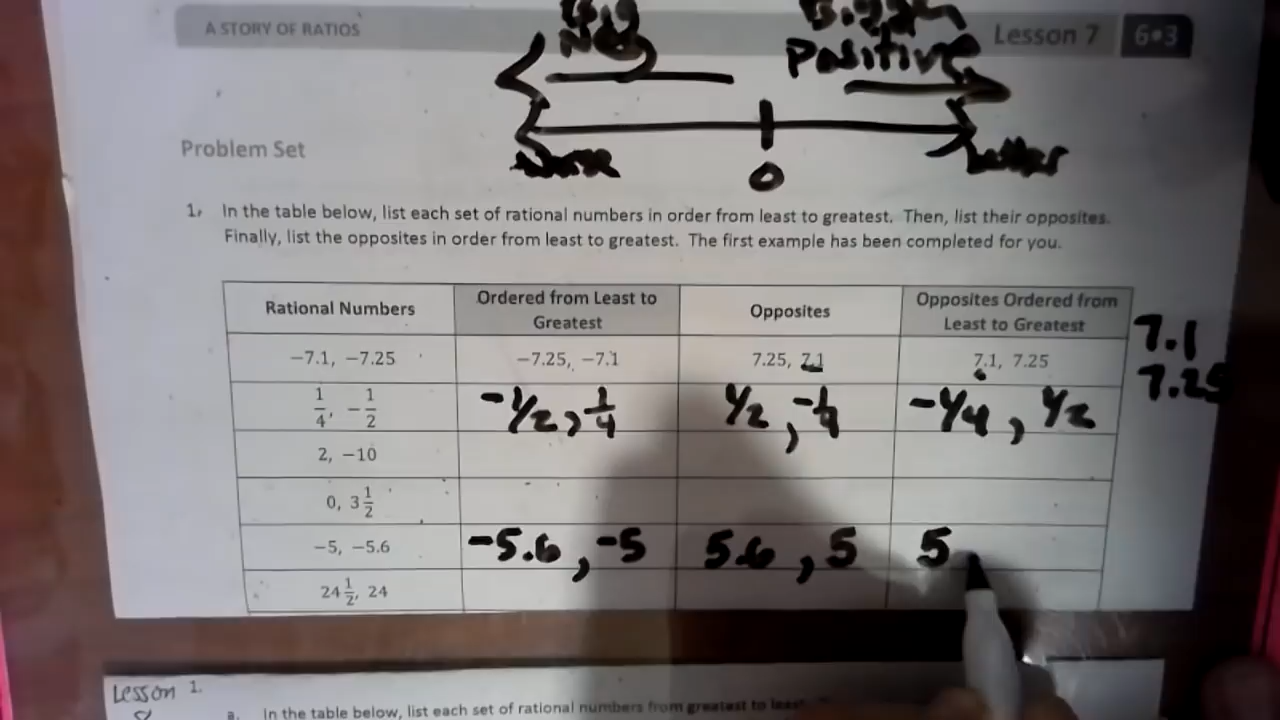 A STORY OF RATIOS
Lesson 7 6•3
Neg
Positive
0
Problem Set
1. In the table below, list each set of rational numbers in order from least to greatest. Then, list their opposites.
Finally, list the opposites in order from least to greatest. The first example has been completed for you.
Rational Numbers
Ordered from Least to
Greatest
Opposites
Opposites Ordered from
Least to Greatest
−7.1, −7.25
−7.25, −7.1
7.25, 7.1
7.1, 7.25
7.1
7.25
1/4, −1/2
-1/2, 1/4
1/2, -1/4
-1/4, 1/2
2, −10
0, 3 1/2
−5, −5.6
-5.6, -5
5.6, 5
5
24 1/2, 24
Lesson 1.
a. In the table below, list each set of rational numbers from greatest to least